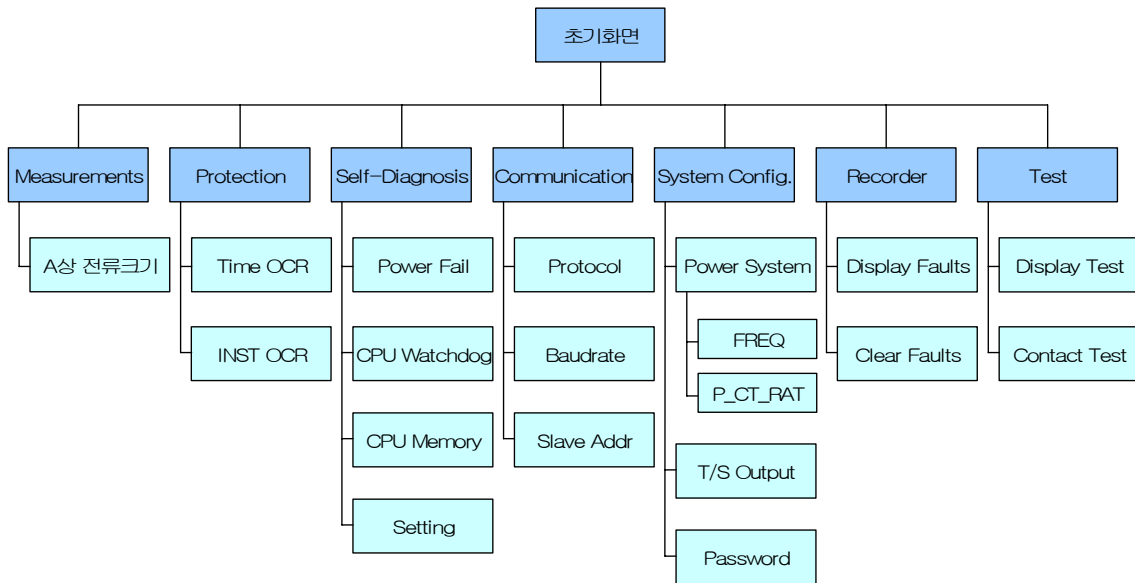 초기화면
Measurements
Protection
Self-Diagnosis
Communication
System Config.
Recorder
Test
A상 전류크기
Time OCR
Power Fail
Protocol
Power System
Display Faults
Display Test
INST OCR
CPU Watchdog
Baudrate
FREQ
Clear Faults
Contact Test
P_CT_RAT
CPU Memory
Slave Addr
T/S Output
Setting
Password